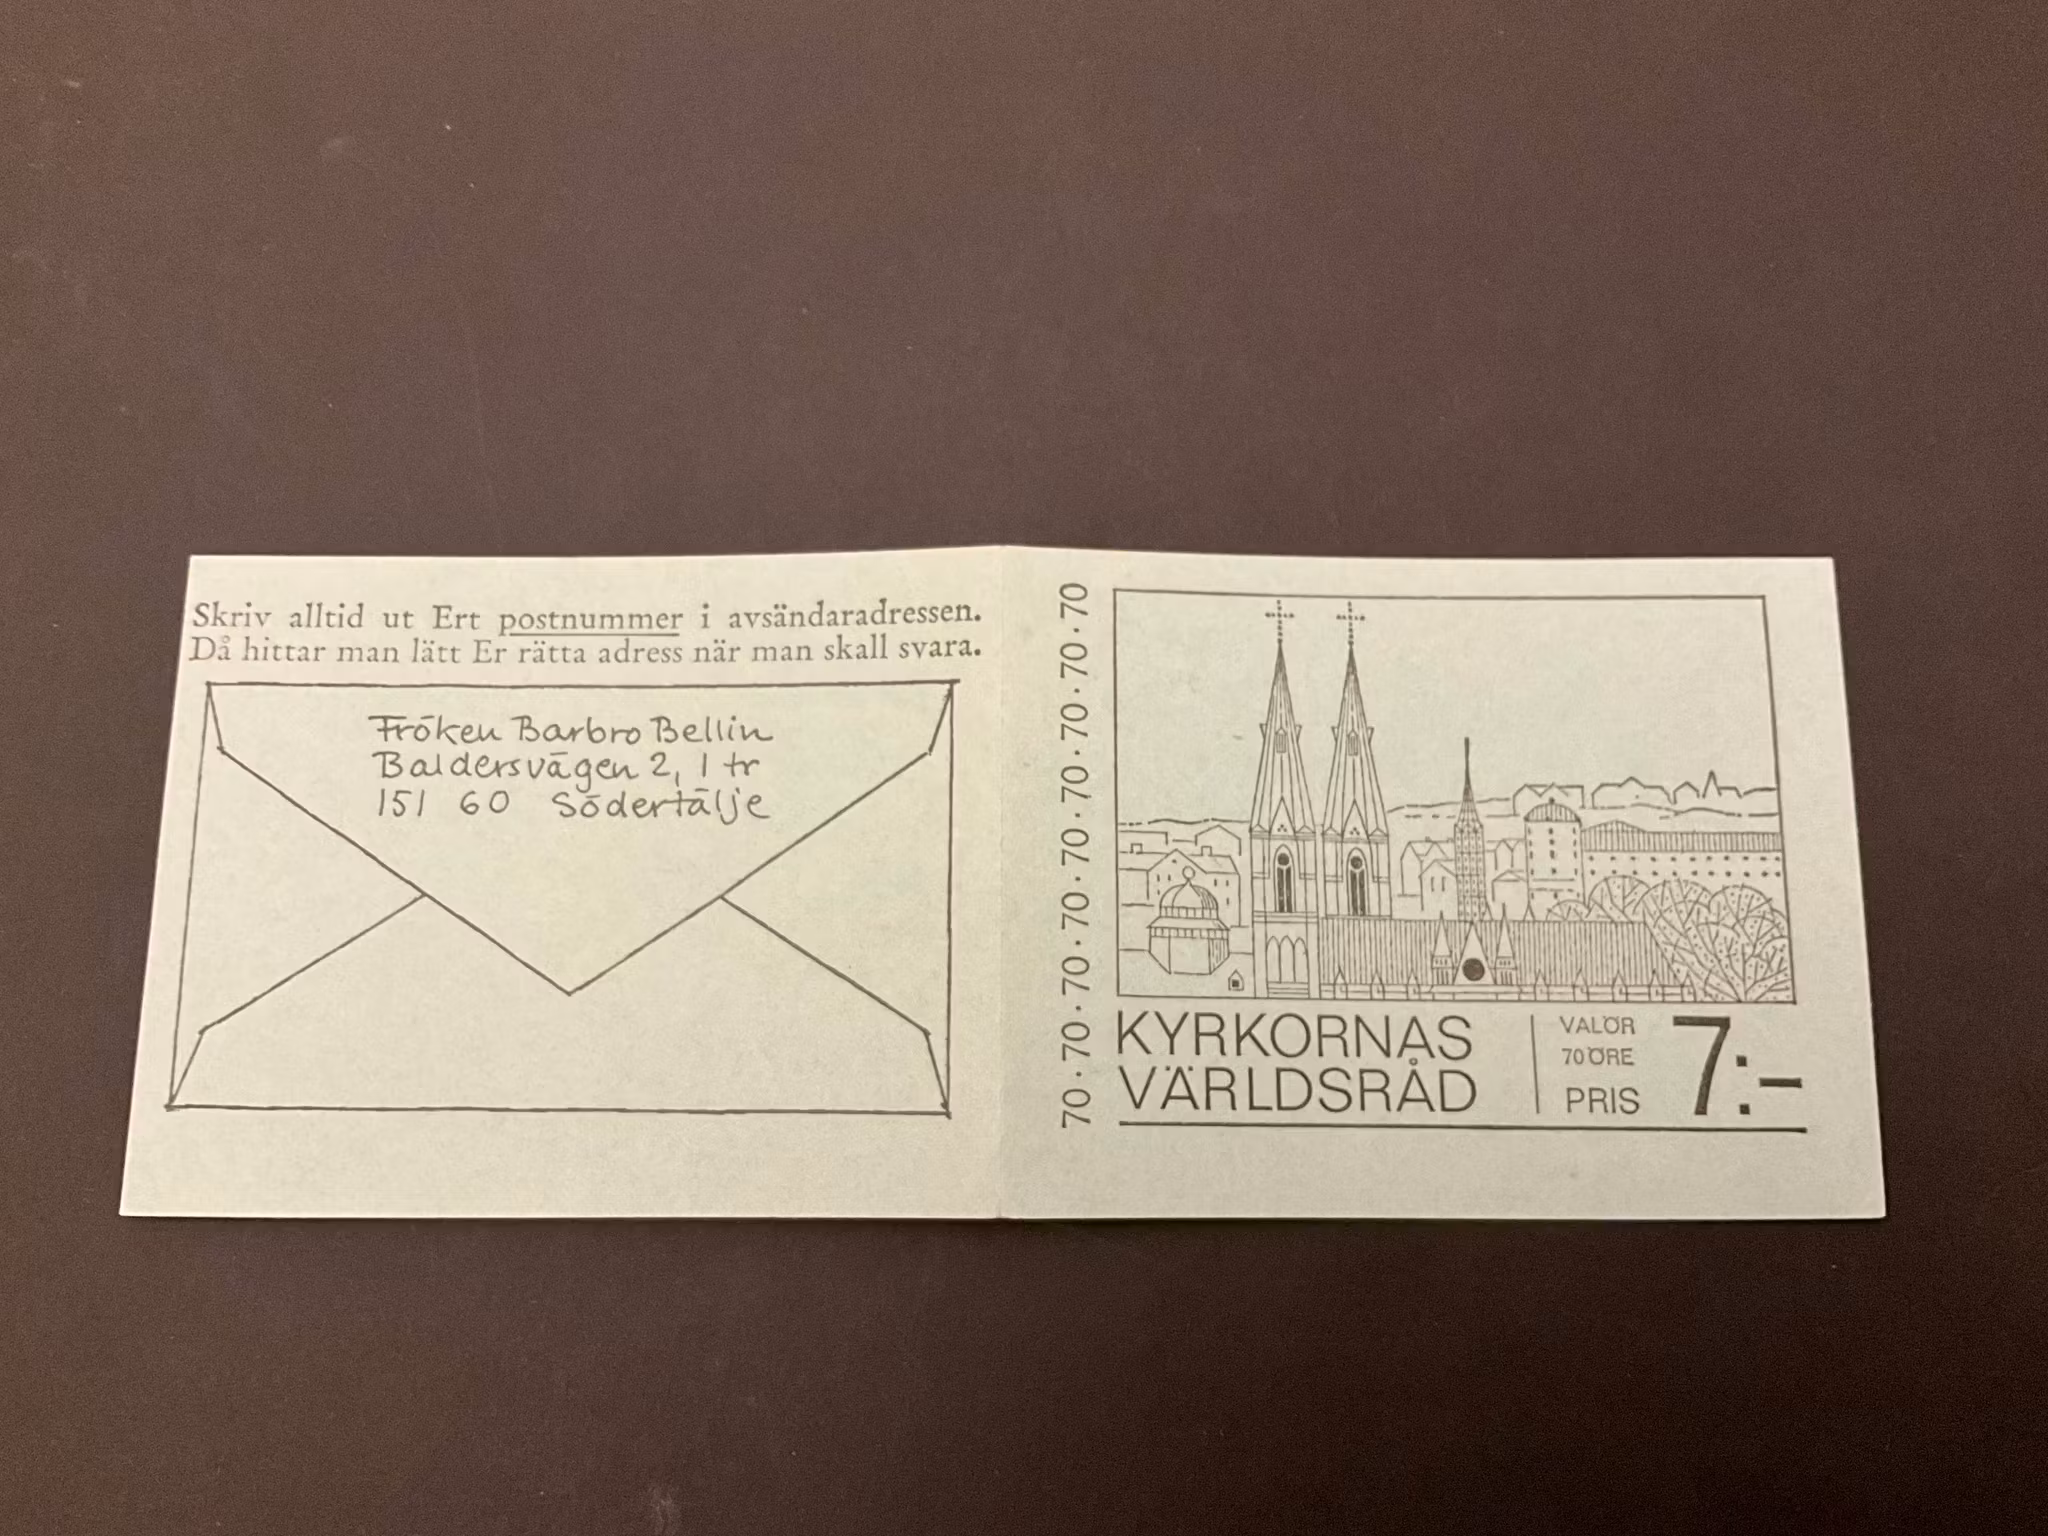 Skriv alltid ut Ert postnummer i avsändaradressen.
Då hittar man lätt Er rätta adress när man skall svara.
Fröken Barbro Bellin
Baldersvägen 2, 1 tr
151 60 Södertälje
70·70·70·70·70·70·70·70·70
KYRKORNAS
VÄRLDSRÅD
VALÖR
70 ÖRE
PRIS
7:–